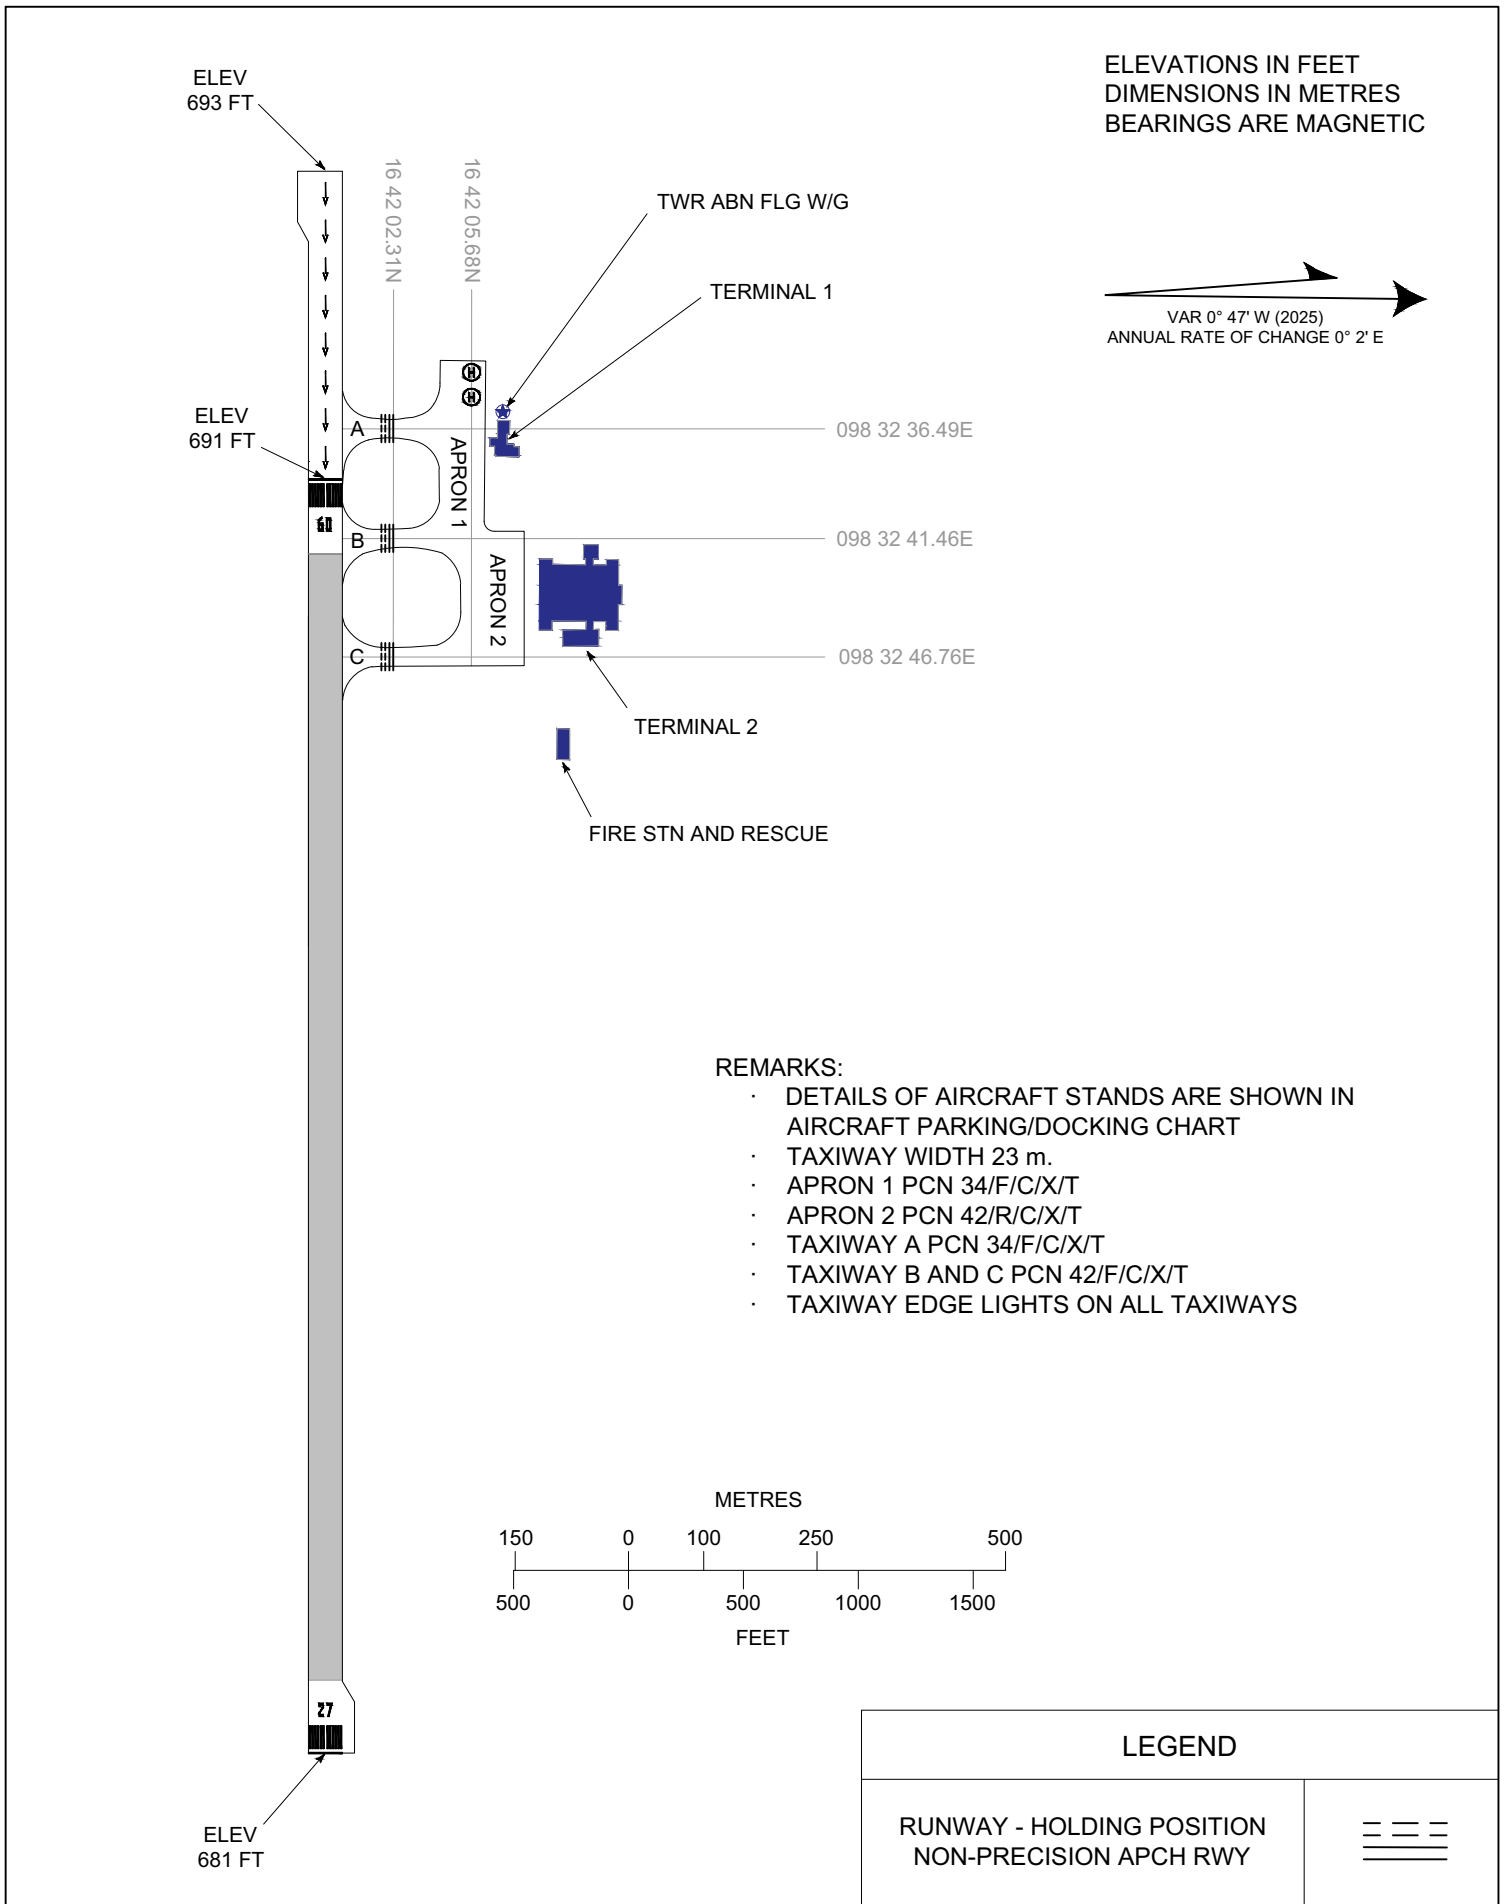 ELEVATIONS IN FEET
DIMENSIONS IN METRES
BEARINGS ARE MAGNETIC
ELEV
693 FT
16 42 02.31N
16 42 05.68N
TWR ABN FLG W/G
TERMINAL 1
VAR 0° 47' W (2025)
ANNUAL RATE OF CHANGE 0° 2' E
H
H
ELEV
691 FT
A
098 32 36.49E
APRON 1
09
B
098 32 41.46E
APRON 2
C
098 32 46.76E
TERMINAL 2
FIRE STN AND RESCUE
REMARKS:
· DETAILS OF AIRCRAFT STANDS ARE SHOWN IN
AIRCRAFT PARKING/DOCKING CHART
· TAXIWAY WIDTH 23 m.
· APRON 1 PCN 34/F/C/X/T
· APRON 2 PCN 42/R/C/X/T
· TAXIWAY A PCN 34/F/C/X/T
· TAXIWAY B AND C PCN 42/F/C/X/T
· TAXIWAY EDGE LIGHTS ON ALL TAXIWAYS
METRES
150 0 100 250 500
500 0 500 1000 1500
FEET
27
ELEV
681 FT
LEGEND
RUNWAY - HOLDING POSITION
NON-PRECISION APCH RWY